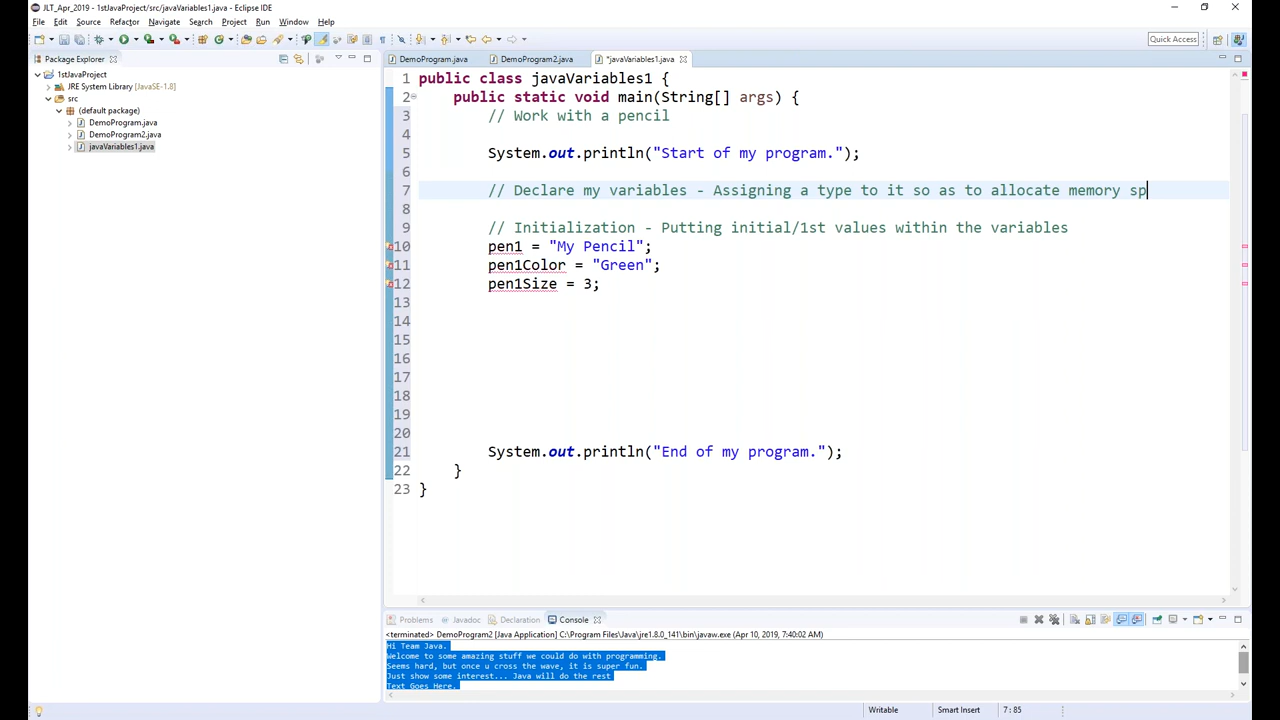 JLT_Apr_2019 - 1stJavaProject/src/javaVariables1.java - Eclipse IDE
File Edit Source Refactor Navigate Search Project Run Window Help
Quick Access
Package Explorer
1stJavaProject
JRE System Library [JavaSE-1.8]
src
(default package)
DemoProgram.java
DemoProgram2.java
javaVariables1.java
DemoProgram.java DemoProgram2.java *javaVariables1.java
1 public class javaVariables1 {
2 public static void main(String[] args) {
3 // Work with a pencil
4
5 System.out.println("Start of my program.");
6
7 // Declare my variables - Assigning a type to it so as to allocate memory sp
8
9 // Initialization - Putting initial/1st values within the variables
10 pen1 = "My Pencil";
11 pen1Color = "Green";
12 pen1Size = 3;
13
14
15
16
17
18
19
20
21 System.out.println("End of my program.");
22 }
23 }
Problems Javadoc Declaration Console
<terminated> DemoProgram2 [Java Application] C:\Program Files\Java\jre1.8.0_141\bin\javaw.exe (Apr 10, 2019, 7:40:02 AM)
Hi Team Java.
Welcome to some amazing stuff we could do with programming.
Seems hard, but once u cross the wave, it is super fun.
Just show some interest... Java will do the rest
Text Goes Here.
Writable Smart Insert 7 : 85